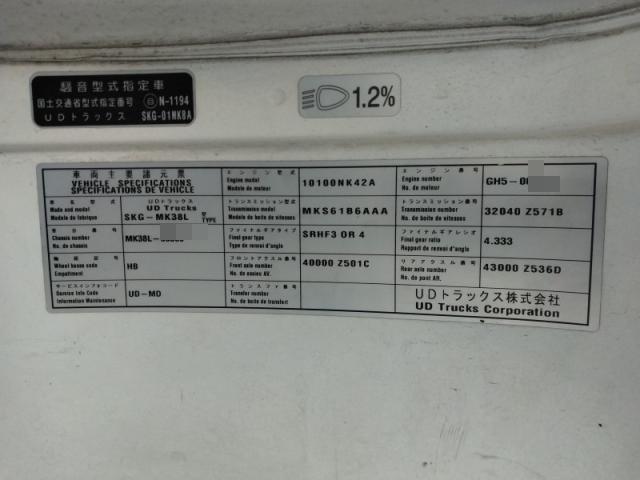 騒音型式指定車
国土交通省型式指定番号 Ⓗ N-1194
UDトラックス SKG-01MK8A
1.2%
車両主要諸元票
VEHICLE SPECIFICATIONS
SPECIFICATIONS DE VEHICLE
エンジン型式
Engine model
Modele de moteur
10100NK42A
エンジン番号
Engine number
No. de moteur
GH5-0
車名型式
Make and model
Modele de fabrique
UDトラックス
UD Trucks
SKG-MK38L 型 TYPE
トランスミッション型式
Transmission model
Modele de boite de vitesses
MKS61B6AAA
トランスミッション番号
Transmission number
No. de boite de vitesses
32040 Z571B
車台番号
Chassis number
No. de chassis
MK38L-
ファイナルギアタイプ
Final gear type
Type de renvoi d'angle
SRHF3 OR 4
ファイナルギアレシオ
Final gear ratio
Rapport de renvoi d'angle
4.333
軸距記号
Wheel base code
Empattement
HB
フロントアクスル番号
Front axle number
No. de essieu AV.
40000 Z501C
リアアクスル番号
Rear axle number
No. de pont AR.
43000 Z536D
サービスインフォコード
Service Info Code
Information Maintenance
UD-MD
トランスファ番号
Transfer number
No. de boite de transfert
UDトラックス株式会社
UD Trucks Corporation